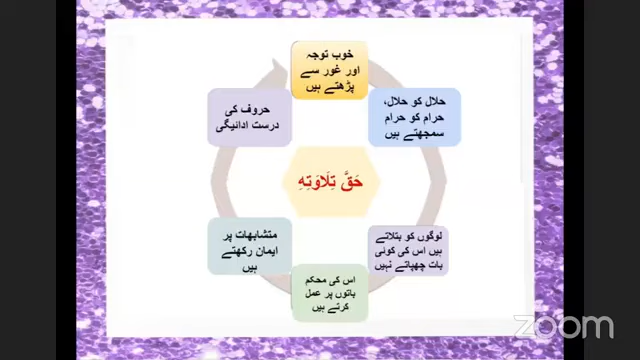 خوب توجہ
اور غور سے
پڑھتے ہیں
حلال کو حلال،
حرام کو حرام
سمجھتے ہیں
لوگوں کو بتلاتے
ہیں اس کی کوئی
بات چھپاتے نہیں
اس کی محکم
باتوں پر عمل
کرتے ہیں
متشابهات پر
ایمان رکھتے
ہیں
حروف کی
درست ادائیگی
حَقَّ تِلَاوَتِهِ
zoom